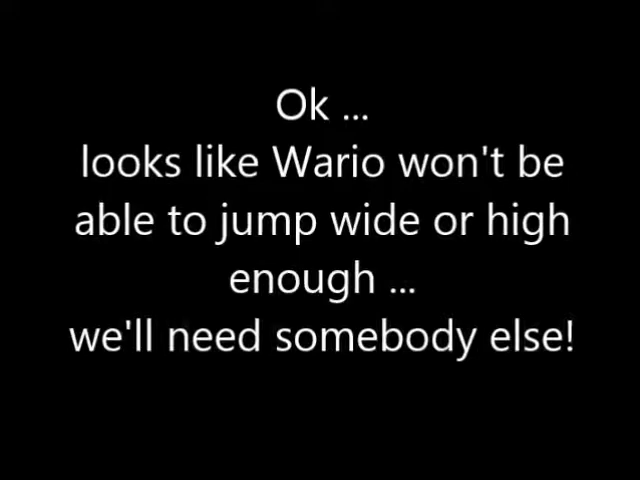 Ok ...
looks like Wario won't be
able to jump wide or high
enough ...
we'll need somebody else!